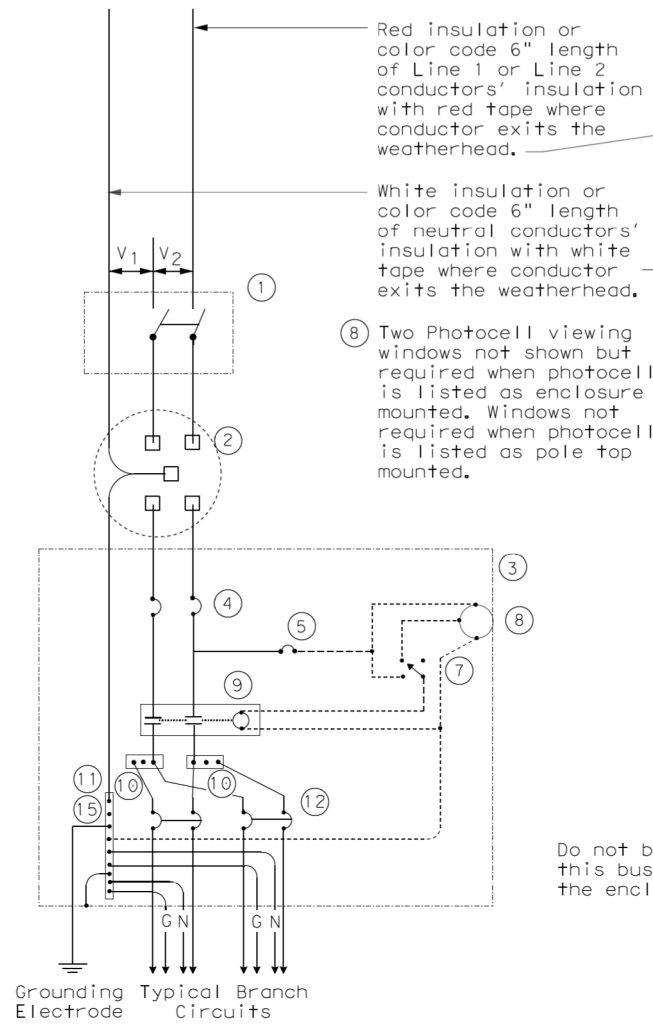 Red insulation or
color code 6" length
of Line 1 or Line 2
conductors' insulation
with red tape where
conductor exits the
weatherhead.
White insulation or
color code 6" length
of neutral conductors'
insulation with white
tape where conductor
exits the weatherhead.
V1 V2
1
8 Two Photocell viewing
windows not shown but
required when photocell
is listed as enclosure
mounted. Windows not
required when photocell
is listed as pole top
mounted.
2
3
4
5
8
7
9
11
10 10
15
12
Do not b
this bus
the encl
G N G N
Grounding
Electrode
Typical Branch
Circuits